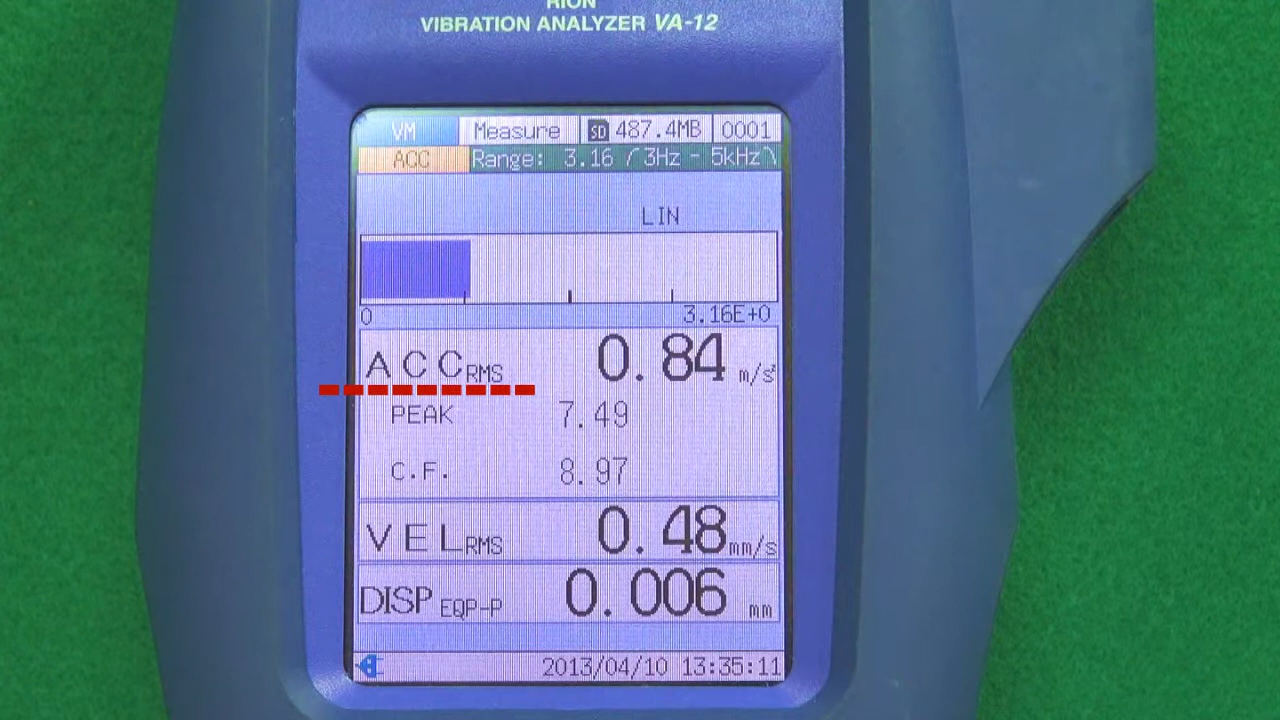 RION
VIBRATION ANALYZER VA-12
VM Measure SD 487.4MB 0001
ACC Range: 3.16 3Hz - 5kHz
LIN
0 3.16E+0
ACC RMS 0.84 m/s²
PEAK 7.49
C.F. 8.97
VEL RMS 0.48 mm/s
DISP EQP-P 0.006 mm
2013/04/10 13:35:11